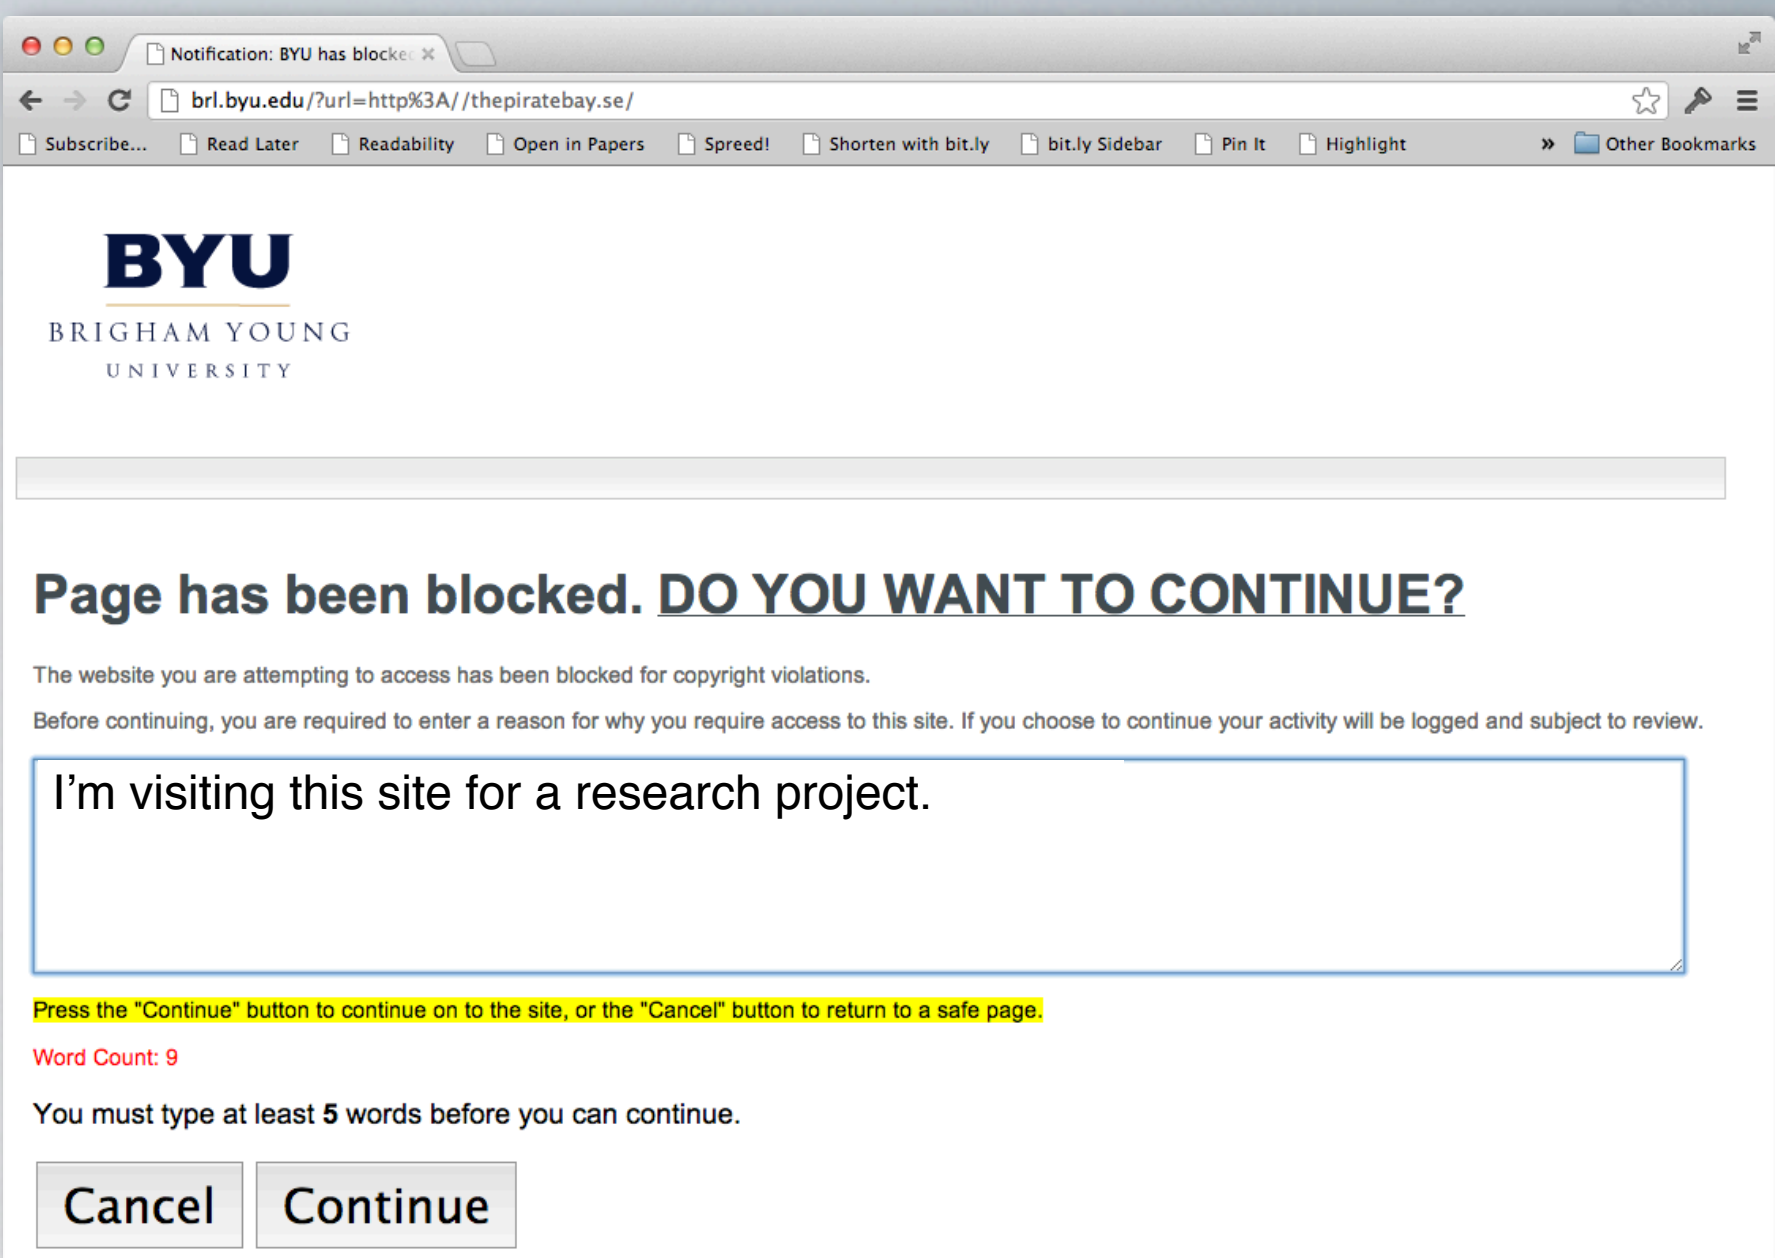 Notification: BYU has blocked
brl.byu.edu/?url=http%3A//thepiratebay.se/
Subscribe... Read Later Readability Open in Papers Spreed! Shorten with bit.ly bit.ly Sidebar Pin It Highlight » Other Bookmarks
BYU
BRIGHAM YOUNG
UNIVERSITY
Page has been blocked. DO YOU WANT TO CONTINUE?
The website you are attempting to access has been blocked for copyright violations.
Before continuing, you are required to enter a reason for why you require access to this site. If you choose to continue your activity will be logged and subject to review.
I'm visiting this site for a research project.
Press the "Continue" button to continue on to the site, or the "Cancel" button to return to a safe page.
Word Count: 9
You must type at least 5 words before you can continue.
Cancel Continue